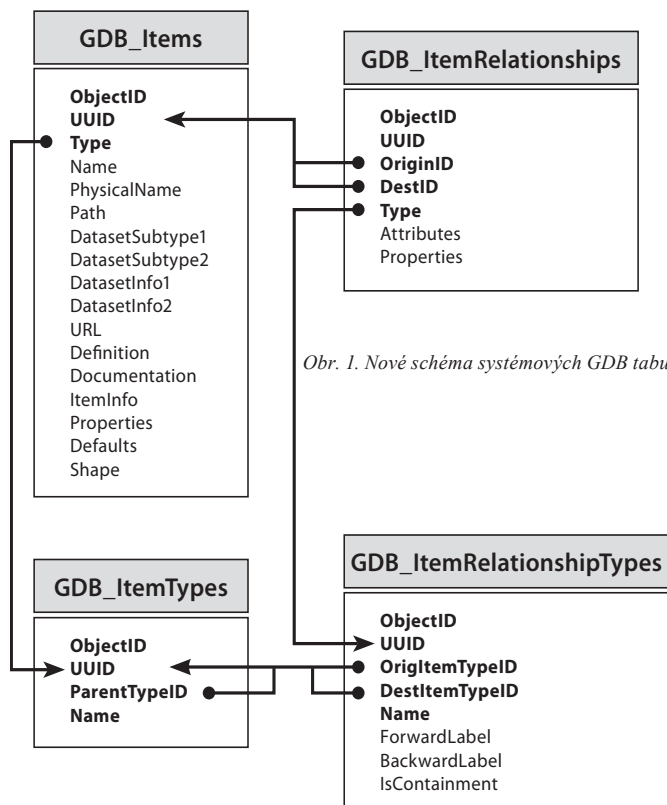 GDB_Items
ObjectID
UUID
Type
Name
PhysicalName
Path
DatasetSubtype1
DatasetSubtype2
DatasetInfo1
DatasetInfo2
URL
Definition
Documentation
ItemInfo
Properties
Defaults
Shape
GDB_ItemRelationships
ObjectID
UUID
OriginID
DestID
Type
Attributes
Properties
Obr. 1. Nové schéma systémových GDB tabu
GDB_ItemTypes
ObjectID
UUID
ParentTypeID
Name
GDB_ItemRelationshipTypes
ObjectID
UUID
OrigItemTypeID
DestItemTypeID
Name
ForwardLabel
BackwardLabel
IsContainment